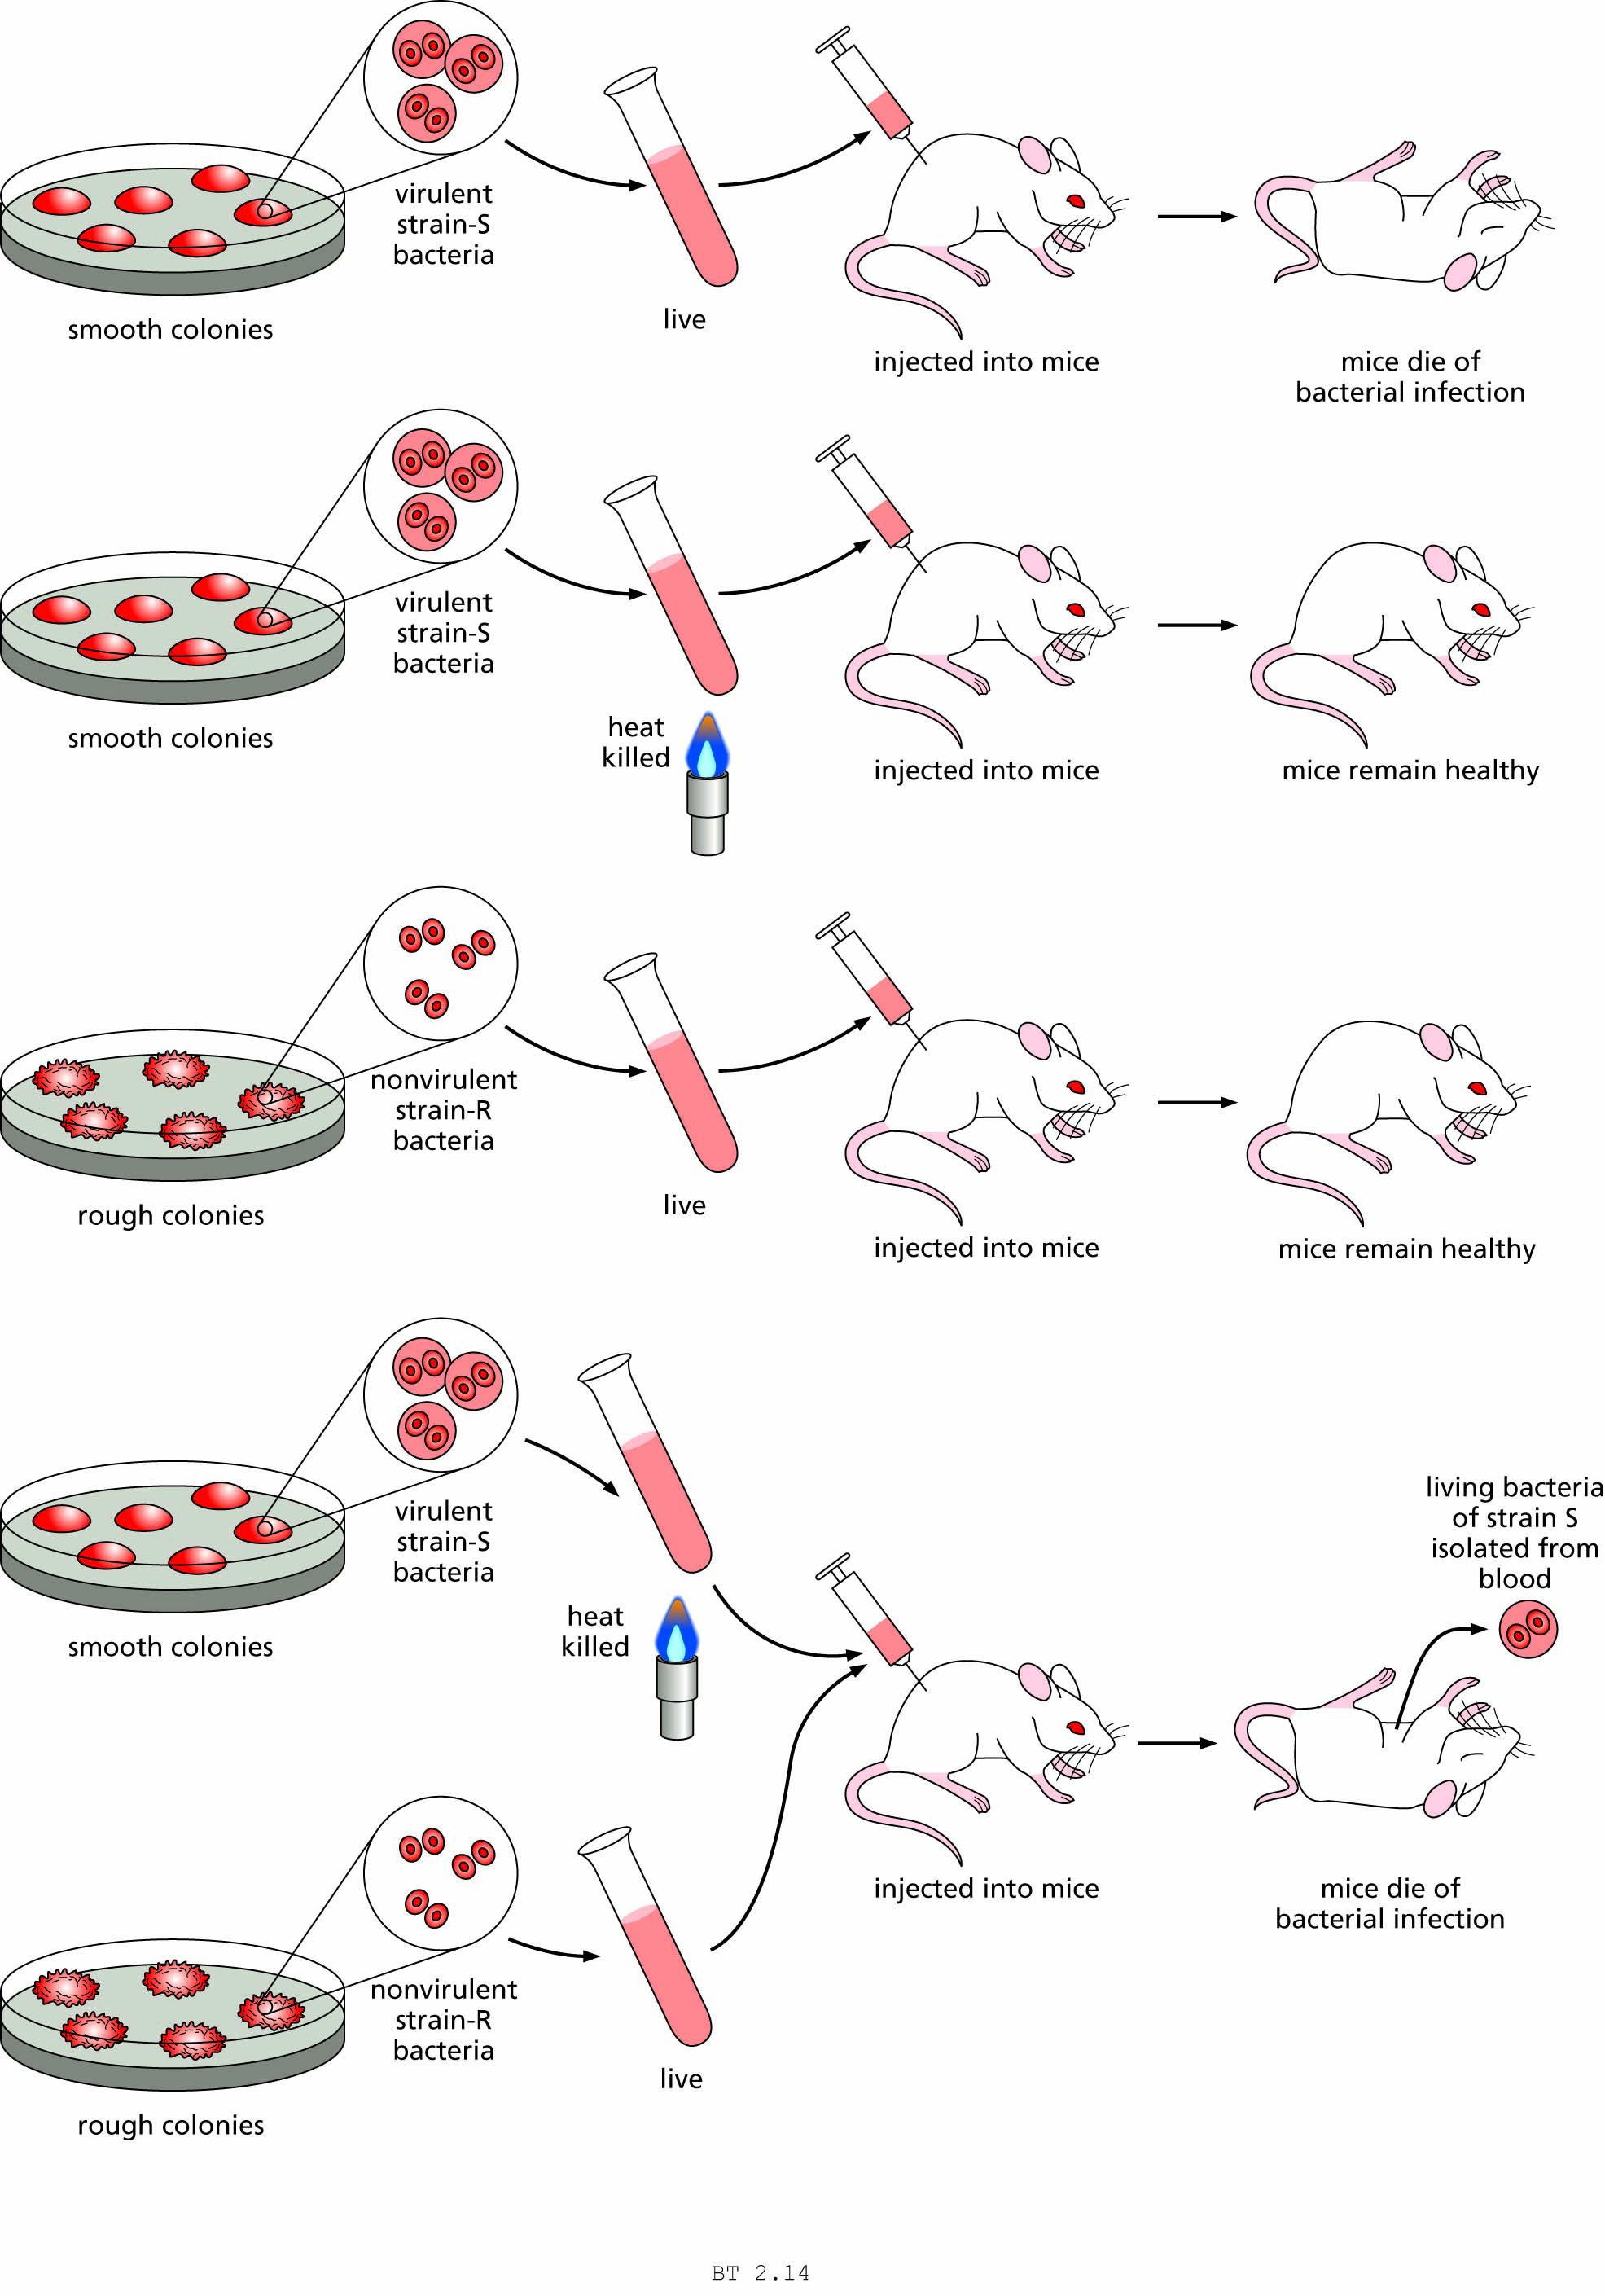 virulent
strain-S
bacteria
smooth colonies
live
injected into mice
mice die of
bacterial infection
virulent
strain-S
bacteria
smooth colonies
heat
killed
injected into mice
mice remain healthy
nonvirulent
strain-R
bacteria
rough colonies
live
injected into mice
mice remain healthy
virulent
strain-S
bacteria
smooth colonies
heat
killed
living bacteria
of strain S
isolated from
blood
injected into mice
mice die of
bacterial infection
nonvirulent
strain-R
bacteria
rough colonies
live
BT 2.14